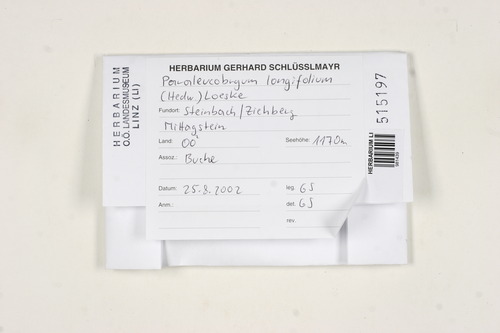 HERBARIUM
O.Ö. LANDESMUSEUM
LINZ (LI)
HERBARIUM GERHARD SCHLÜSSLMAYR
Paraleucobryum longifolium
(Hedw.) Loeske
Fundort: Steinbach/Ziehberg
Mittagstein
Land: OÖ Seehöhe: 1170m
Assoz.: Buche
Datum: 25.8.2002 leg. GS
Anm.: det. GS
rev.
HERBARIUM LI
515197